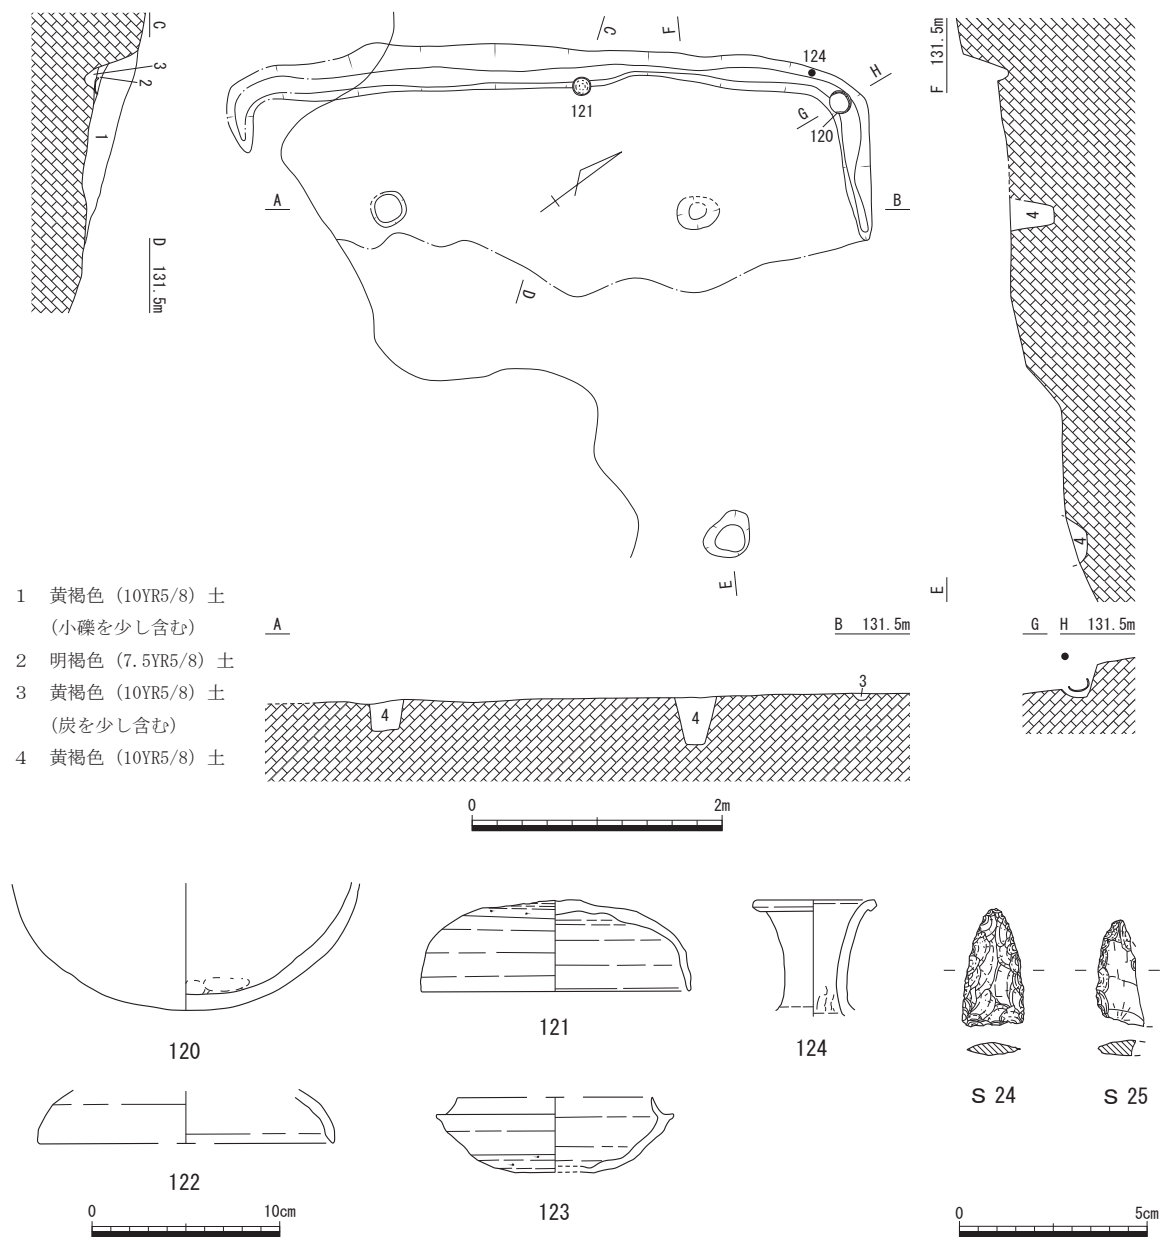 C
3
2
1
D 131.5m
C
F
124
H
121
G
120
A
B
D
E
F 131.5m
4
4
E
1 黄褐色 (10YR5/8) 土
(小礫を少し含む)
2 明褐色 (7.5YR5/8) 土
3 黄褐色 (10YR5/8) 土
(炭を少し含む)
4 黄褐色 (10YR5/8) 土
A
B 131.5m
4
4
3
G H 131.5m
0 2m
120
121
124
S 24
S 25
122
123
0 10cm
0 5cm